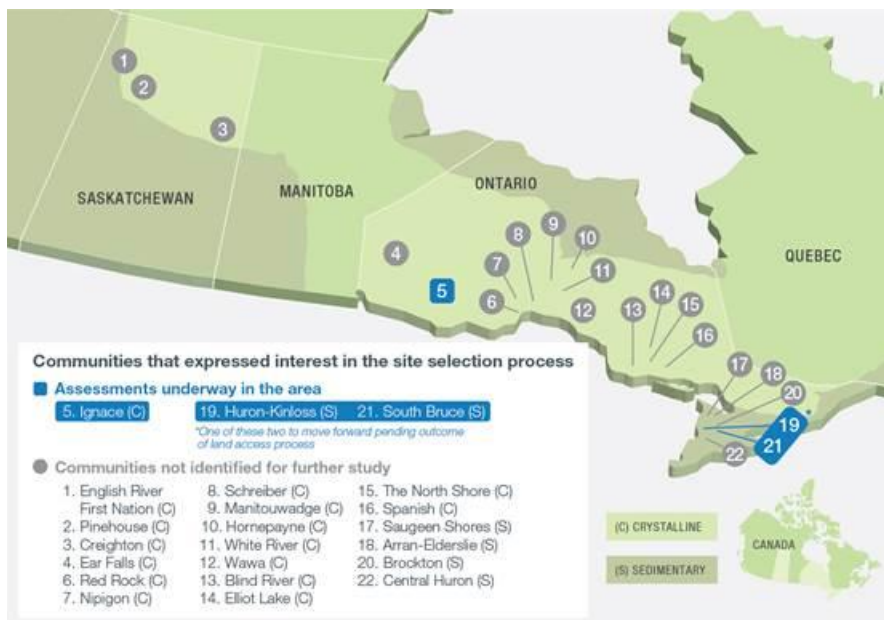 1
2
3
SASKATCHEWAN
MANITOBA
ONTARIO
QUEBEC
4
5
6
7
8
9
10
11
12
13
14
15
16
17
18
20
19
21
22
*
Communities that expressed interest in the site selection process
Assessments underway in the area
5. Ignace (C)
19. Huron-Kinloss (S) 21. South Bruce (S)
*One of these two to move forward pending outcome
of land access process
Communities not identified for further study
1. English River
First Nation (C)
2. Pinehouse (C)
3. Creighton (C)
4. Ear Falls (C)
6. Red Rock (C)
7. Nipigon (C)
8. Schreiber (C)
9. Manitouwadge (C)
10. Hornepayne (C)
11. White River (C)
12. Wawa (C)
13. Blind River (C)
14. Elliot Lake (C)
15. The North Shore (C)
16. Spanish (C)
17. Saugeen Shores (S)
18. Arran-Elderslie (S)
20. Brockton (S)
22. Central Huron (S)
(C) CRYSTALLINE
(S) SEDIMENTARY
CANADA